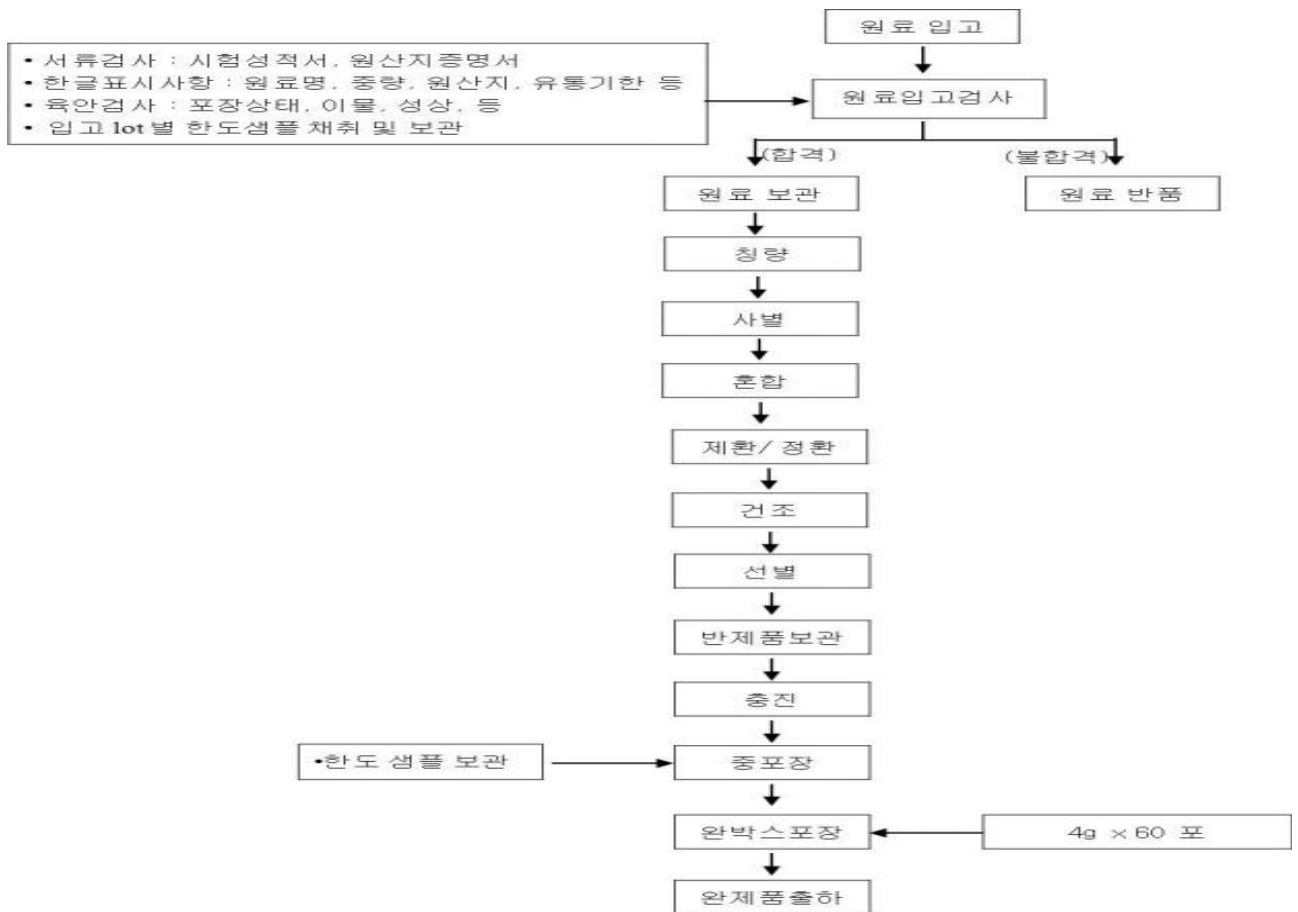 원료 입고
• 서류검사 : 시험성적서, 원산지증명서
• 한글표시사항 : 원료명, 중량, 원산지, 유통기한 등
• 육안검사 : 포장상태, 이물, 성상, 등
• 입고 lot 별 한도샘플 채취 및 보관
원료입고검사
(합격)
(불합격)
원료 보관
원료 반품
칭량
사별
혼합
제환/ 정환
건조
선별
반제품보관
충진
•한도 샘플 보관
중포장
완박스포장
4g × 60 포
완제품출하